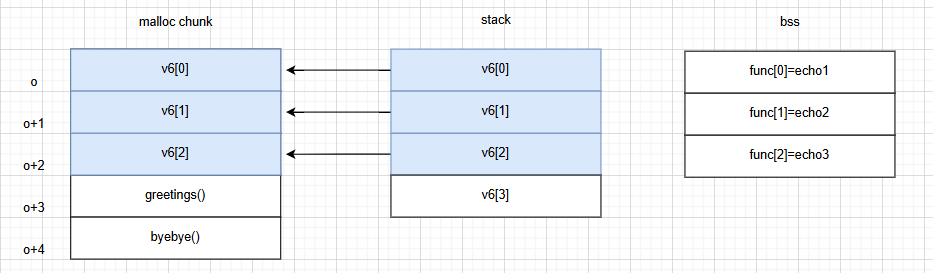 malloc chunk
stack
bss
o
v6[0]
v6[0]
func[0]=echo1
o+1
v6[1]
v6[1]
func[1]=echo2
o+2
v6[2]
v6[2]
func[2]=echo3
o+3
greetings()
v6[3]
o+4
byebye()